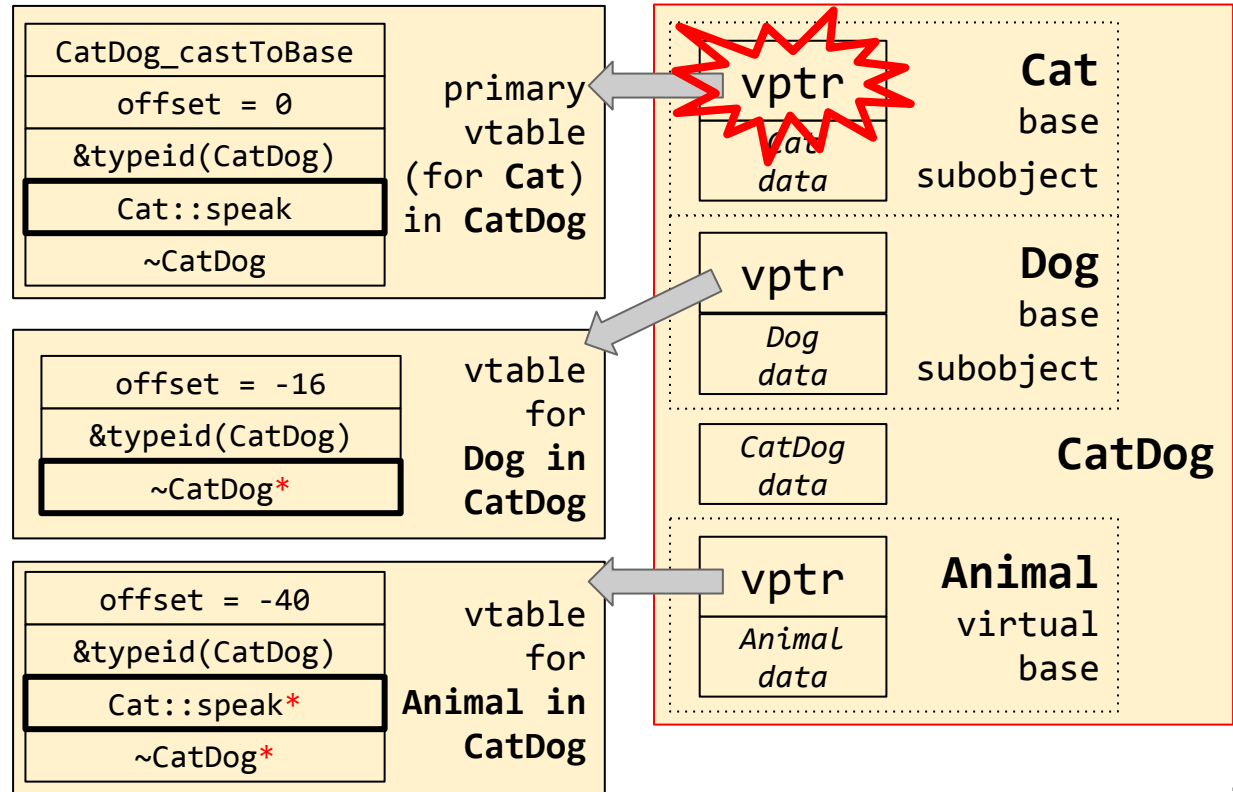 CatDog_castToBase
offset = 0
&typeid(CatDog)
Cat::speak
~CatDog
primary
vtable
(for Cat)
in CatDog
offset = -16
&typeid(CatDog)
~CatDog*
vtable
for
Dog in
CatDog
offset = -40
&typeid(CatDog)
Cat::speak*
~CatDog*
vtable
for
Animal in
CatDog
vptr
Cat
data
Cat
base
subobject
vptr
Dog
data
Dog
base
subobject
CatDog
data
CatDog
vptr
Animal
data
Animal
virtual
base